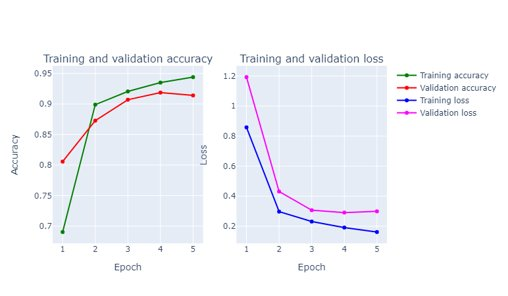 Training and validation accuracy
0.95
0.9
0.85
0.8
0.75
0.7
1 2 3 4 5
Accuracy
Epoch
Training and validation loss
1.2
1
0.8
0.6
0.4
0.2
1 2 3 4 5
Loss
Epoch
Training accuracy
Validation accuracy
Training loss
Validation loss